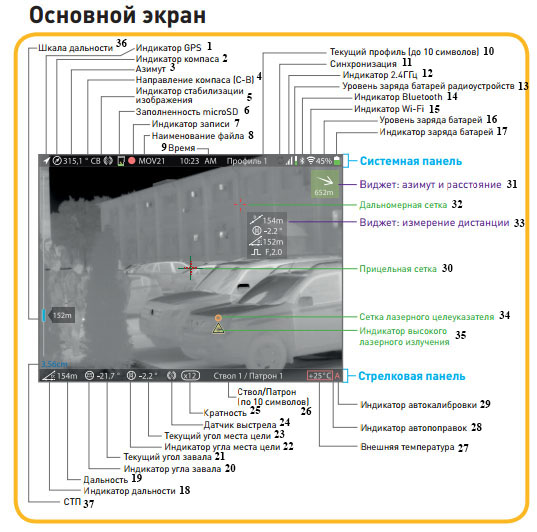 Основной экран
Шкала дальности 36
Индикатор GPS 1
Индикатор компаса 2
Азимут 3
Направление компаса (С-В) 4
Индикатор стабилизации
изображения 5
Заполненность microSD 6
Индикатор записи 7
Наименование файла 8
9 Время
Текущий профиль (до 10 символов) 10
Синхронизация 11
Индикатор 2.4ГГц 12
Уровень заряда батарей радиоустройств 13
Индикатор Bluetooth 14
Индикатор Wi-Fi 15
Уровень заряда батарей 16
Индикатор заряда батарей 17
315,1 ° СВ MOV21 10:23 AM Профиль 1 45%
Системная панель
652m
Виджет: азимут и расстояние 31
Дальномерная сетка 32
154m
-2.2 °
152m
F.2.0
Виджет: измерение дистанции 33
Прицельная сетка 30
152m
Сетка лазерного целеуказателя 34
Индикатор высокого
лазерного излучения 35
3.56cm
154m -21.7 ° -2.2 ° x12 Ствол 1 / Патрон 1 +25°C A
Стрелковая панель
Ствол/Патрон
(по 10 символов) 26
Кратность 25
Датчик выстрела 24
Текущий угол места цели 23
Индикатор угла места цели 22
Текущий угол завала 21
Индикатор угла завала 20
Дальность 19
Индикатор дальности 18
СТП 37
Индикатор автокалибровки 29
Индикатор автопоправок 28
Внешняя температура 27